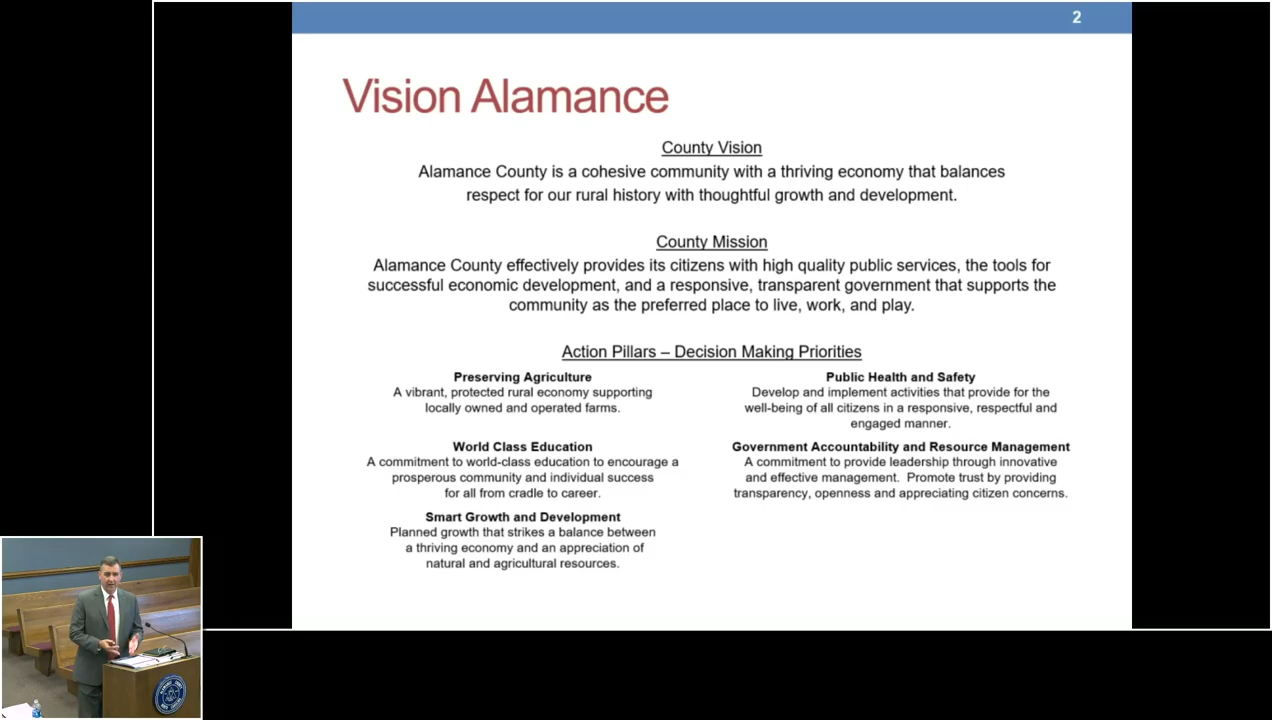 2
Vision Alamance
County Vision
Alamance County is a cohesive community with a thriving economy that balances
respect for our rural history with thoughtful growth and development.
County Mission
Alamance County effectively provides its citizens with high quality public services, the tools for
successful economic development, and a responsive, transparent government that supports the
community as the preferred place to live, work, and play.
Action Pillars – Decision Making Priorities
Preserving Agriculture
A vibrant, protected rural economy supporting
locally owned and operated farms.
Public Health and Safety
Develop and implement activities that provide for the
well-being of all citizens in a responsive, respectful and
engaged manner.
World Class Education
A commitment to world-class education to encourage a
prosperous community and individual success
for all from cradle to career.
Government Accountability and Resource Management
A commitment to provide leadership through innovative
and effective management.  Promote trust by providing
transparency, openness and appreciating citizen concerns.
Smart Growth and Development
Planned growth that strikes a balance between
a thriving economy and an appreciation of
natural and agricultural resources.